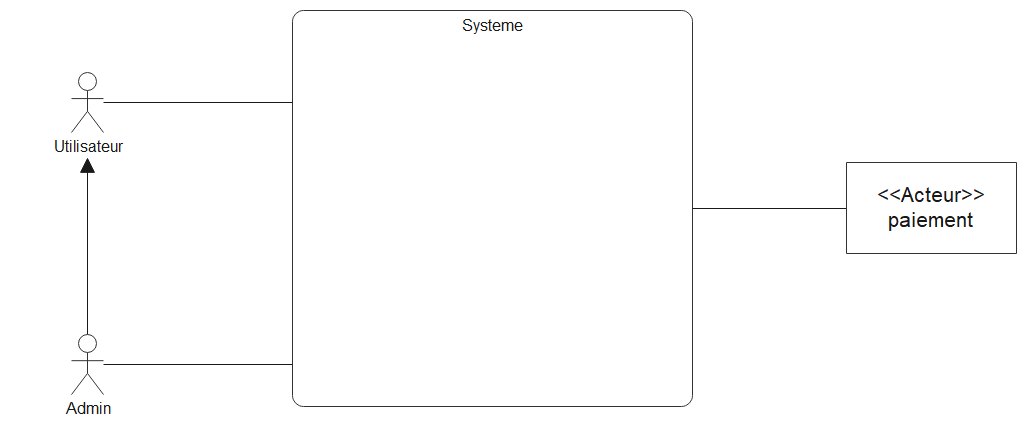 Systeme
Utilisateur
<<Acteur>>
paiement
Admin